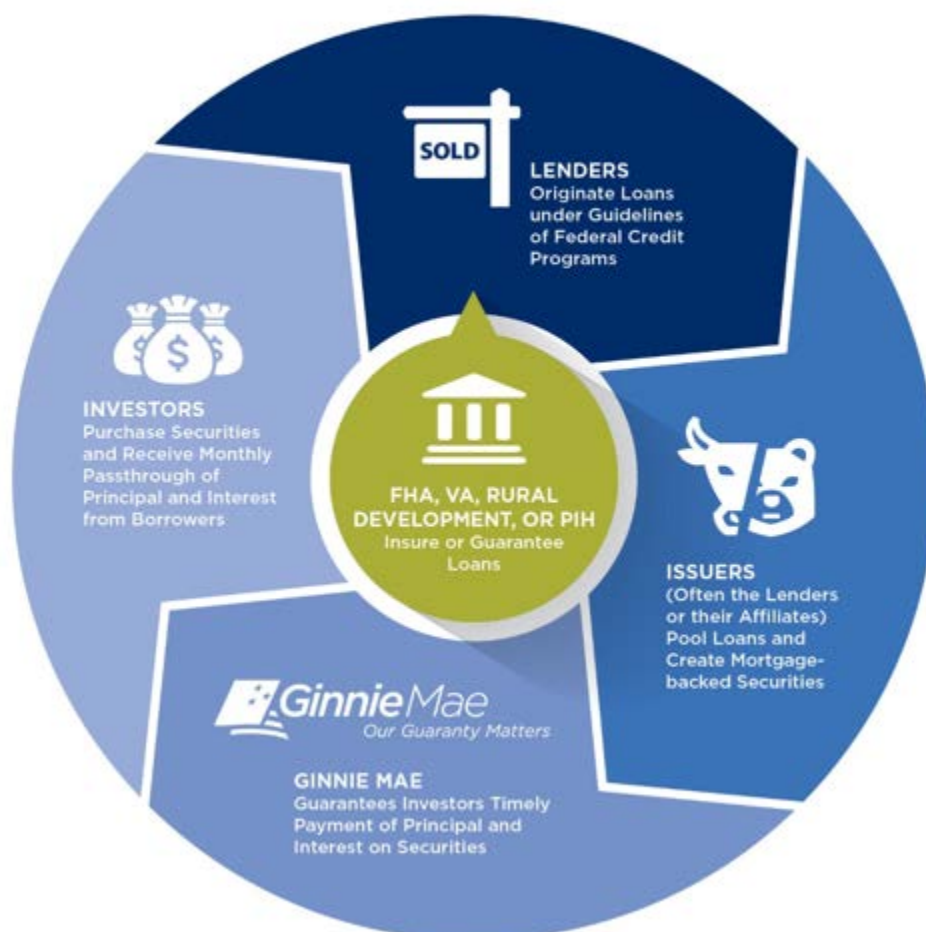 SOLD
LENDERS
Originate Loans
under Guidelines
of Federal Credit
Programs
INVESTORS
Purchase Securities
and Receive Monthly
Passthrough of
Principal and Interest
from Borrowers
$
$
$
FHA, VA, RURAL
DEVELOPMENT, OR PIH
Insure or Guarantee
Loans
ISSUERS
(Often the Lenders
or their Affiliates)
Pool Loans and
Create Mortgage-
backed Securities
GinnieMae
Our Guaranty Matters
GINNIE MAE
Guarantees Investors Timely
Payment of Principal and
Interest on Securities